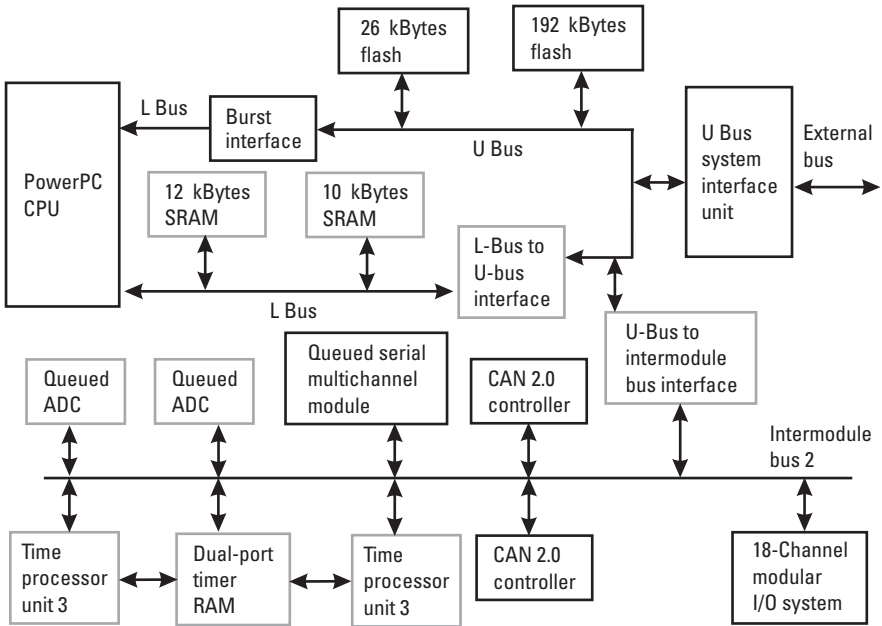 26 kBytes
flash
192 kBytes
flash
L Bus
Burst
interface
U Bus
U Bus
system
interface
unit
External
bus
PowerPC
CPU
12 kBytes
SRAM
10 kBytes
SRAM
L-Bus to
U-bus
interface
L Bus
U-Bus to
intermodule
bus interface
Queued
ADC
Queued
ADC
Queued serial
multichannel
module
CAN 2.0
controller
Intermodule
bus 2
Time
processor
unit 3
Dual-port
timer
RAM
Time
processor
unit 3
CAN 2.0
controller
18-Channel
modular
I/O system